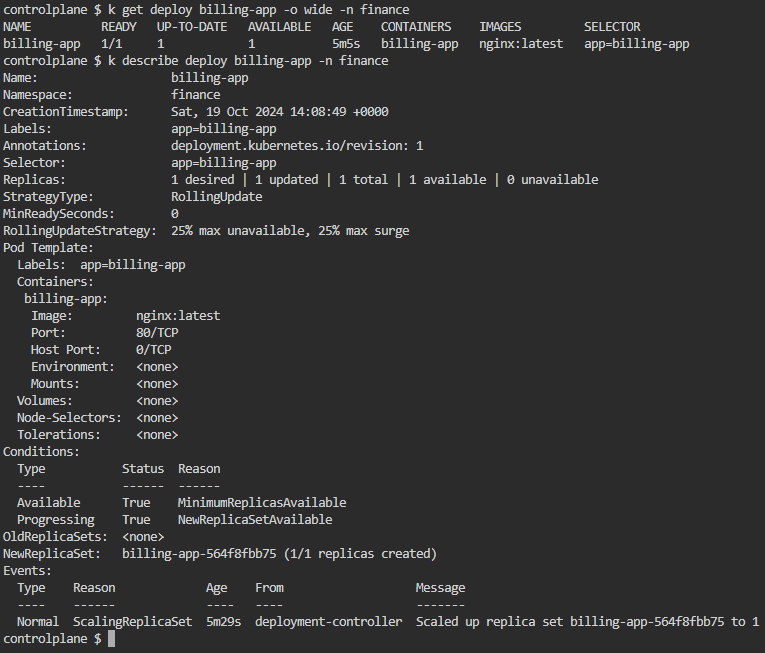 controlplane $ k get deploy billing-app -o wide -n finance
NAME          READY   UP-TO-DATE   AVAILABLE   AGE    CONTAINERS    IMAGES         SELECTOR
billing-app   1/1     1            1           5m5s   billing-app   nginx:latest   app=billing-app
controlplane $ k describe deploy billing-app -n finance
Name:                   billing-app
Namespace:              finance
CreationTimestamp:      Sat, 19 Oct 2024 14:08:49 +0000
Labels:                 app=billing-app
Annotations:            deployment.kubernetes.io/revision: 1
Selector:               app=billing-app
Replicas:               1 desired | 1 updated | 1 total | 1 available | 0 unavailable
StrategyType:           RollingUpdate
MinReadySeconds:        0
RollingUpdateStrategy:  25% max unavailable, 25% max surge
Pod Template:
  Labels:  app=billing-app
  Containers:
   billing-app:
    Image:         nginx:latest
    Port:          80/TCP
    Host Port:     0/TCP
    Environment:   <none>
    Mounts:        <none>
  Volumes:         <none>
  Node-Selectors:  <none>
  Tolerations:     <none>
Conditions:
  Type           Status  Reason
  ----           ------  ------
  Available      True    MinimumReplicasAvailable
  Progressing    True    NewReplicaSetAvailable
OldReplicaSets:  <none>
NewReplicaSet:   billing-app-564f8fbb75 (1/1 replicas created)
Events:
  Type    Reason             Age    From                   Message
  ----    ------             ----   ----                   -------
  Normal  ScalingReplicaSet  5m29s  deployment-controller  Scaled up replica set billing-app-564f8fbb75 to 1
controlplane $